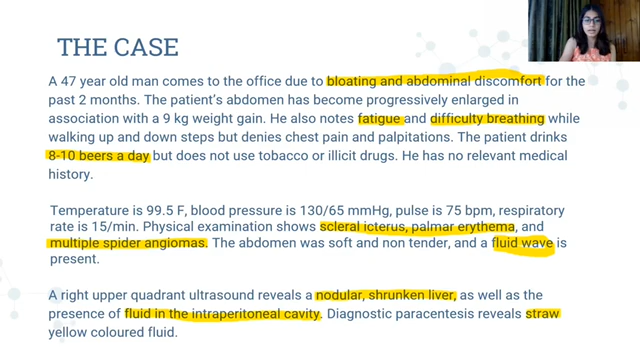 THE CASE
A 47 year old man comes to the office due to bloating and abdominal discomfort for the
past 2 months. The patient's abdomen has become progressively enlarged in
association with a 9 kg weight gain. He also notes fatigue and difficulty breathing while
walking up and down steps but denies chest pain and palpitations. The patient drinks
8-10 beers a day but does not use tobacco or illicit drugs. He has no relevant medical
history.
Temperature is 99.5 F, blood pressure is 130/65 mmHg, pulse is 75 bpm, respiratory
rate is 15/min. Physical examination shows scleral icterus, palmar erythema, and
multiple spider angiomas. The abdomen was soft and non tender, and a fluid wave is
present.
A right upper quadrant ultrasound reveals a nodular, shrunken liver, as well as the
presence of fluid in the intraperitoneal cavity. Diagnostic paracentesis reveals straw
yellow coloured fluid.